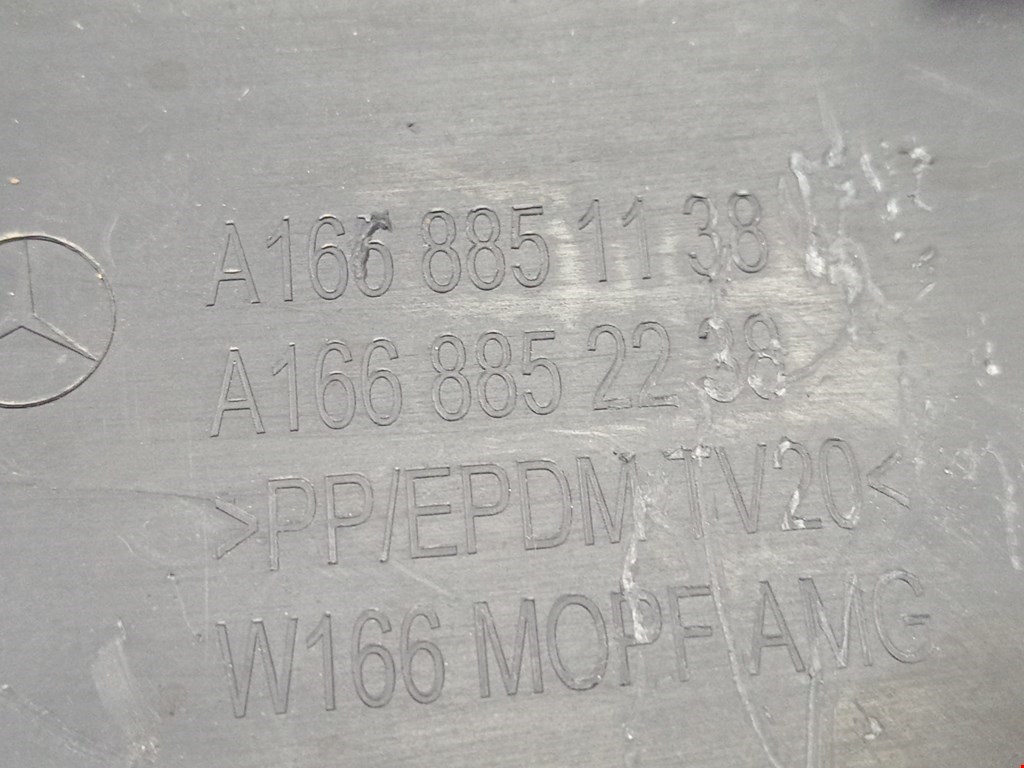 A166 885 11 38
A166 885 22 38
>PP/EPDM TV20<
W166 MOPF AMG